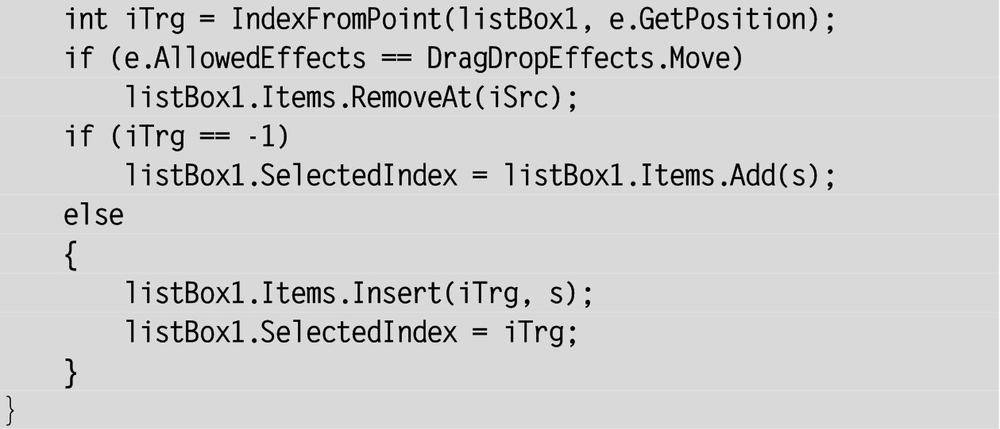 int iTrg = IndexFromPoint(listBox1, e.GetPosition);
if (e.AllowedEffects == DragDropEffects.Move)
listBox1.Items.RemoveAt(iSrc);
if (iTrg == -1)
listBox1.SelectedIndex = listBox1.Items.Add(s);
else
{
listBox1.Items.Insert(iTrg, s);
listBox1.SelectedIndex = iTrg;
}
}